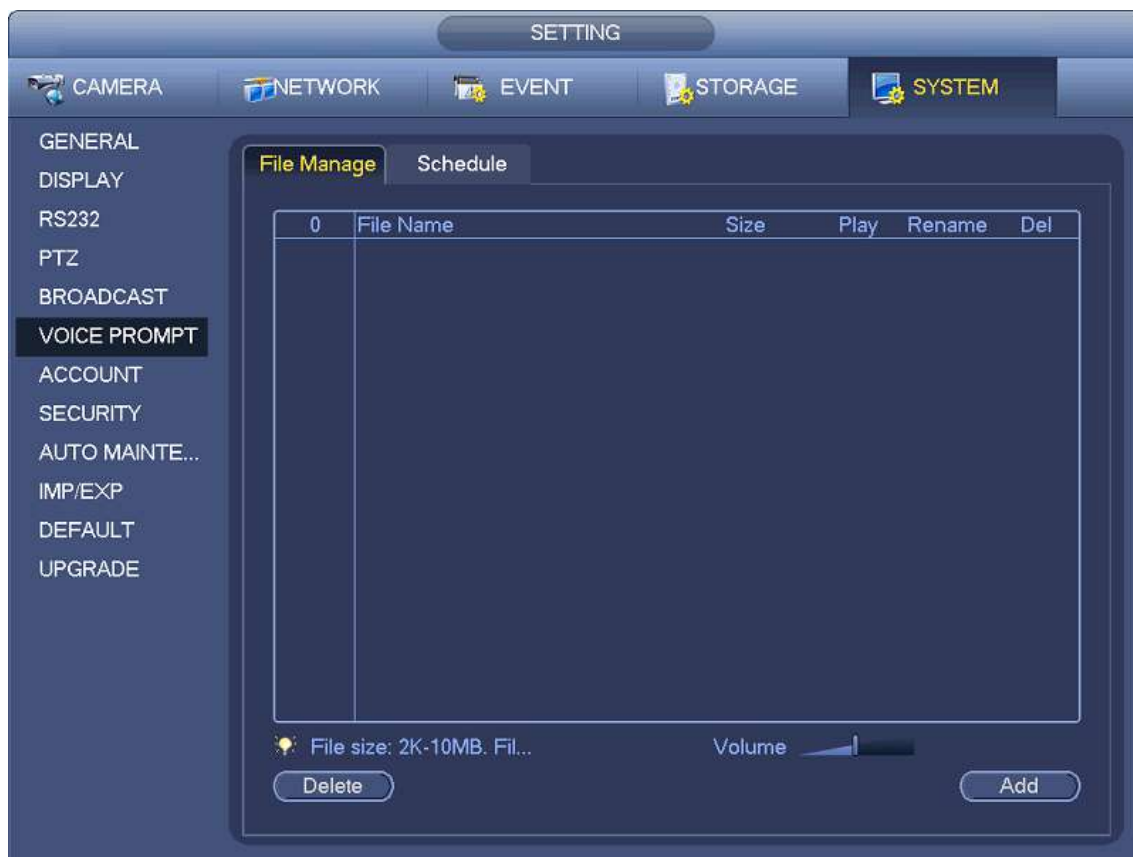 SETTING
CAMERA NETWORK EVENT STORAGE SYSTEM
GENERAL
DISPLAY
RS232
PTZ
BROADCAST
VOICE PROMPT
ACCOUNT
SECURITY
AUTO MAINTE...
IMP/EXP
DEFAULT
UPGRADE
File Manage Schedule
0 File Name Size Play Rename Del
File size: 2K-10MB. Fil... Volume
Delete Add